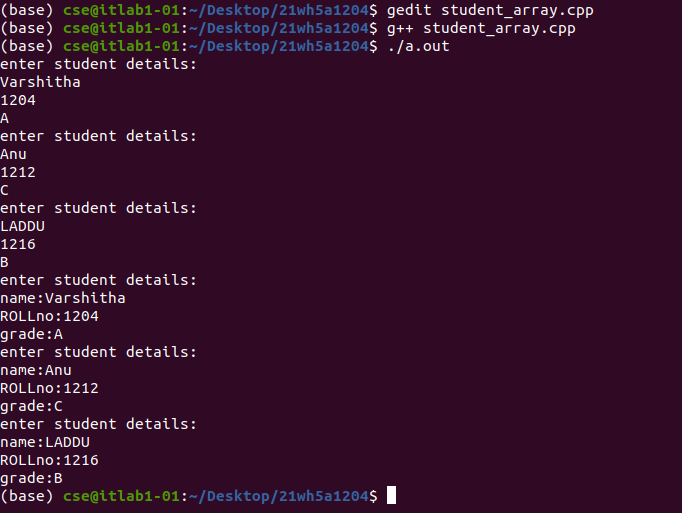 (base) cse@itlab1-01:~/Desktop/21wh5a1204$ gedit student_array.cpp
(base) cse@itlab1-01:~/Desktop/21wh5a1204$ g++ student_array.cpp
(base) cse@itlab1-01:~/Desktop/21wh5a1204$ ./a.out
enter student details:
Varshitha
1204
A
enter student details:
Anu
1212
C
enter student details:
LADDU
1216
B
enter student details:
name:Varshitha
ROLLno:1204
grade:A
enter student details:
name:Anu
ROLLno:1212
grade:C
enter student details:
name:LADDU
ROLLno:1216
grade:B
(base) cse@itlab1-01:~/Desktop/21wh5a1204$